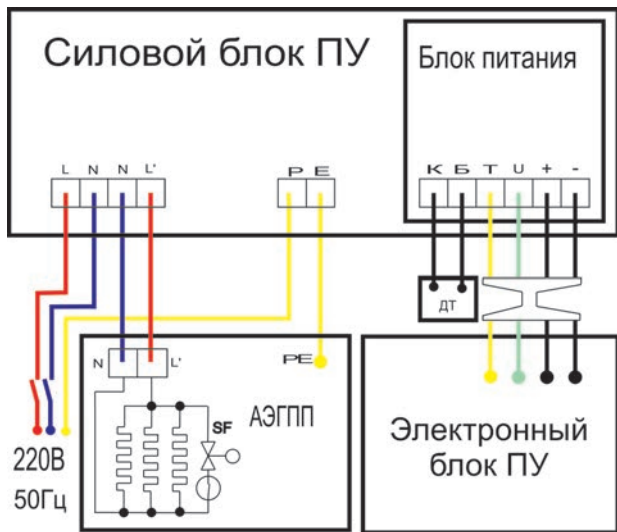 Силовой блок ПУ
Блок питания
L N N L' P E
К Б Т U + -
ДТ
N L' PE
АЭГПП
SF
220В
50Гц
Электронный
блок ПУ